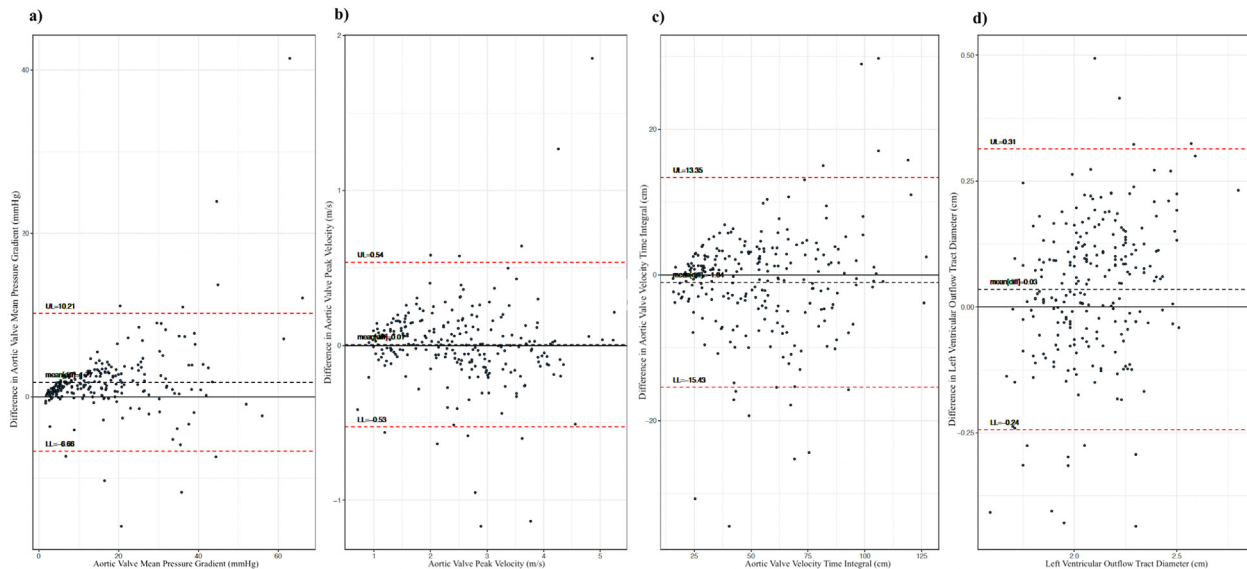 a)
Difference in Aortic Valve Mean Pressure Gradient (mmHg)
40
20
0
UL=10.21
LL=-6.66
0
20
40
60
Aortic Valve Mean Pressure Gradient (mmHg)
b)
Difference in Aortic Valve Peak Velocity (m/s)
2
1
0
-1
UL=0.54
LL=-0.53
1
2
3
4
5
Aortic Valve Peak Velocity (m/s)
c)
Difference in Aortic Valve Velocity Time Integral (cm)
20
0
-20
UL=13.35
LL=-15.43
25
50
75
100
125
Aortic Valve Velocity Time Integral (cm)
d)
Difference in Left Ventricular Outflow Tract Diameter (cm)
0.50
0.25
0.00
-0.25
UL=0.31
mean(diff)=0.03
LL=-0.24
2.0
2.5
Left Ventricular Outflow Tract Diameter (cm)